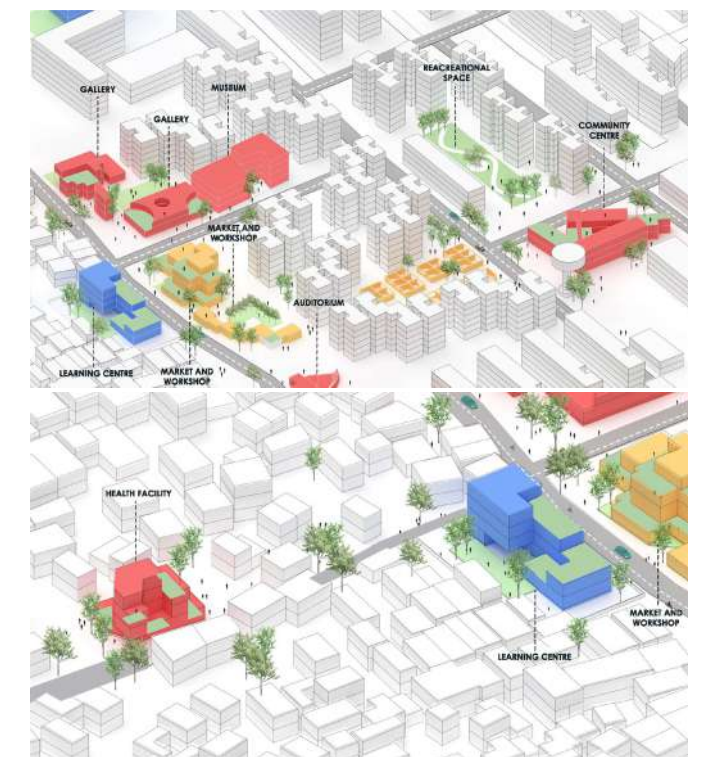 REACREATIONAL
SPACE
GALLERY
MUSEUM
GALLERY
COMMUNITY
CENTRE
MARKET AND
WORKSHOP
AUDITORIUM
LEARNING CENTRE
MARKET AND
WORKSHOP
HEALTH FACILITY
MARKET AND
WORKSHOP
LEARNING CENTRE